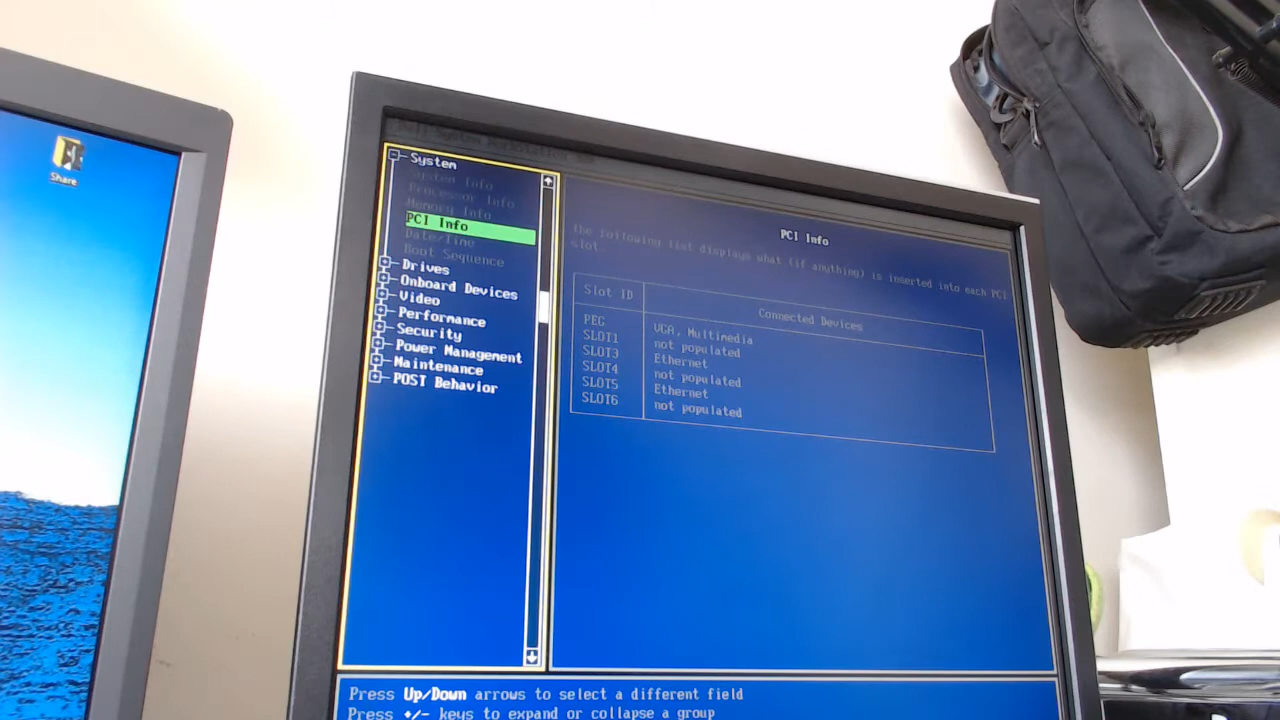 Share
System
System Info
Processor Info
Memory Info
PCI Info
Date/Time
Boot Sequence
Drives
Onboard Devices
Video
Performance
Security
Power Management
Maintenance
POST Behavior
PCI Info
the following list displays what (if anything) is inserted into each PCI
slot
Slot ID Connected Devices
PEG VGA, Multimedia
SLOT1 not populated
SLOT3 Ethernet
SLOT4 not populated
SLOT5 Ethernet
SLOT6 not populated
Press Up/Down arrows to select a different field
Press +/- keys to expand or collapse a group